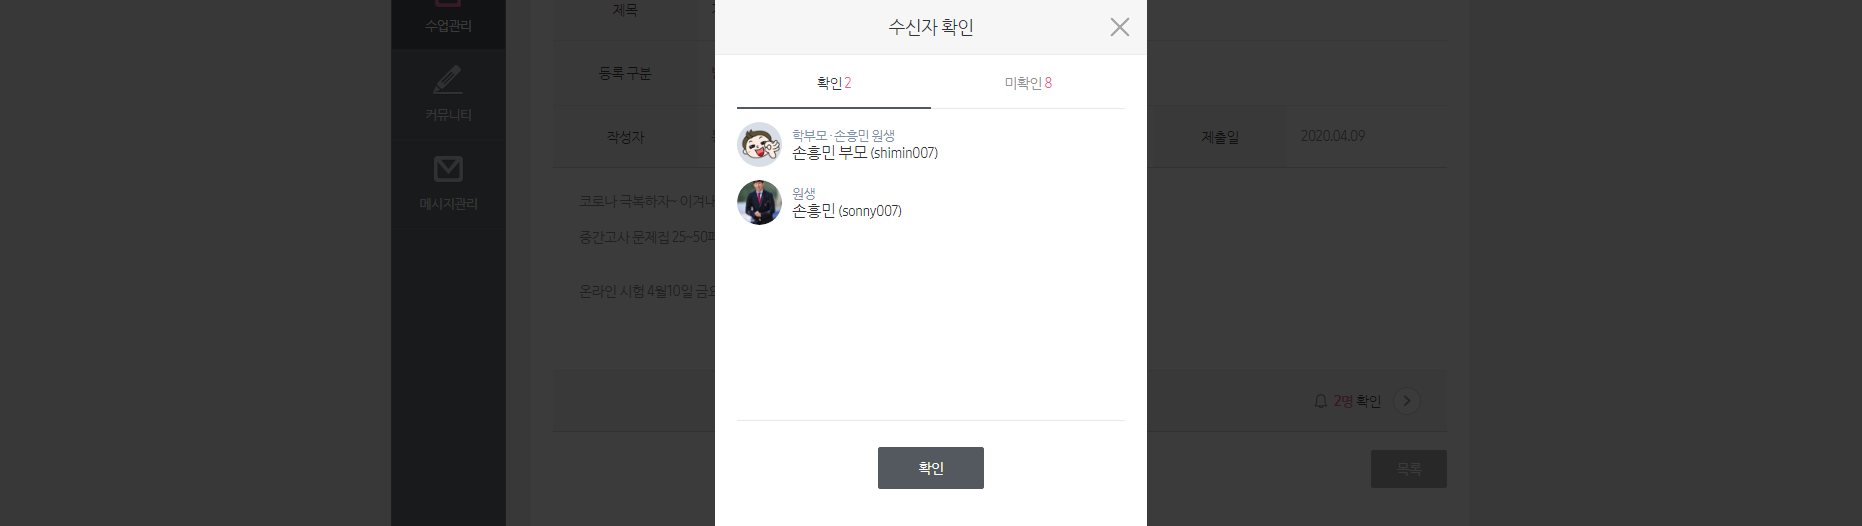 수업관리
커뮤니티
메시지관리
제목
등록 구분
작성자
제출일
2020.04.09
코로나 극복하자~ 이겨내
중간고사 문제집 25~50페
온라인 시험 4월10일 금요
2명 확인
목록
수신자 확인
확인 2
미확인 8
학부모 · 손흥민 원생
손흥민 부모 (shimin007)
원생
손흥민 (sonny007)
확인